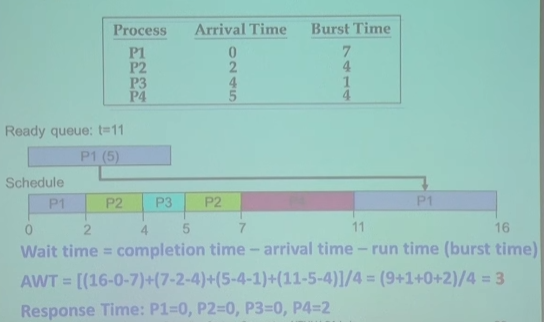 Process Arrival Time Burst Time
P1 0 7
P2 2 4
P3 4 1
P4 5 4
Ready queue: t=11
P1 (5)
Schedule
P1 P2 P3 P2 P1
0 2 4 5 7 11 16
Wait time = completion time – arrival time – run time (burst time)
AWT = [(16-0-7)+(7-2-4)+(5-4-1)+(11-5-4)]/4 = (9+1+0+2)/4 = 3
Response Time: P1=0, P2=0, P3=0, P4=2